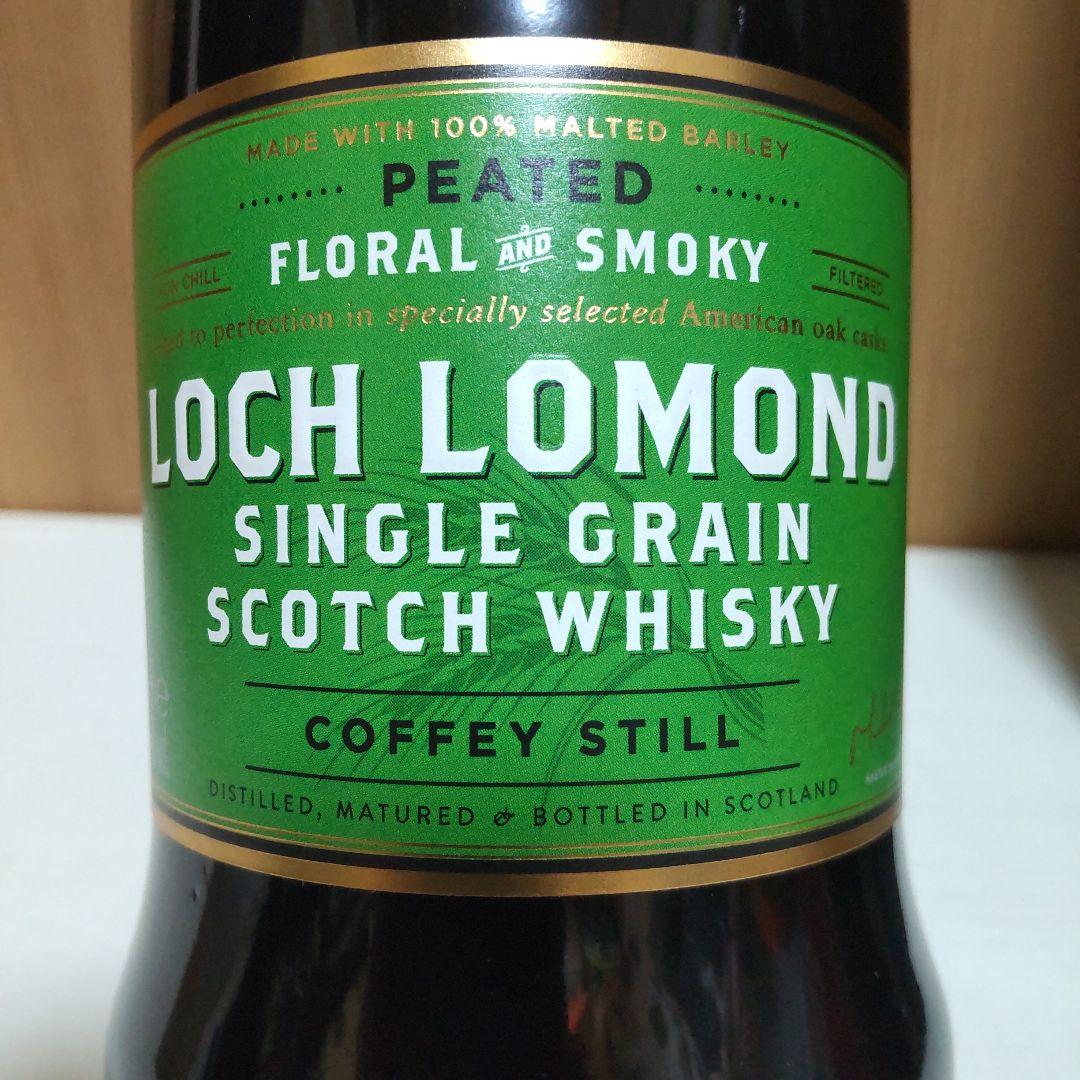 MADE WITH 100% MALTED BARLEY
PEATED
FLORAL AND SMOKY
CHILL FILTERED
to perfection in specially selected American oak casks.
LOCH LOMOND
SINGLE GRAIN
SCOTCH WHISKY
COFFEY STILL
DISTILLED, MATURED & BOTTLED IN SCOTLAND